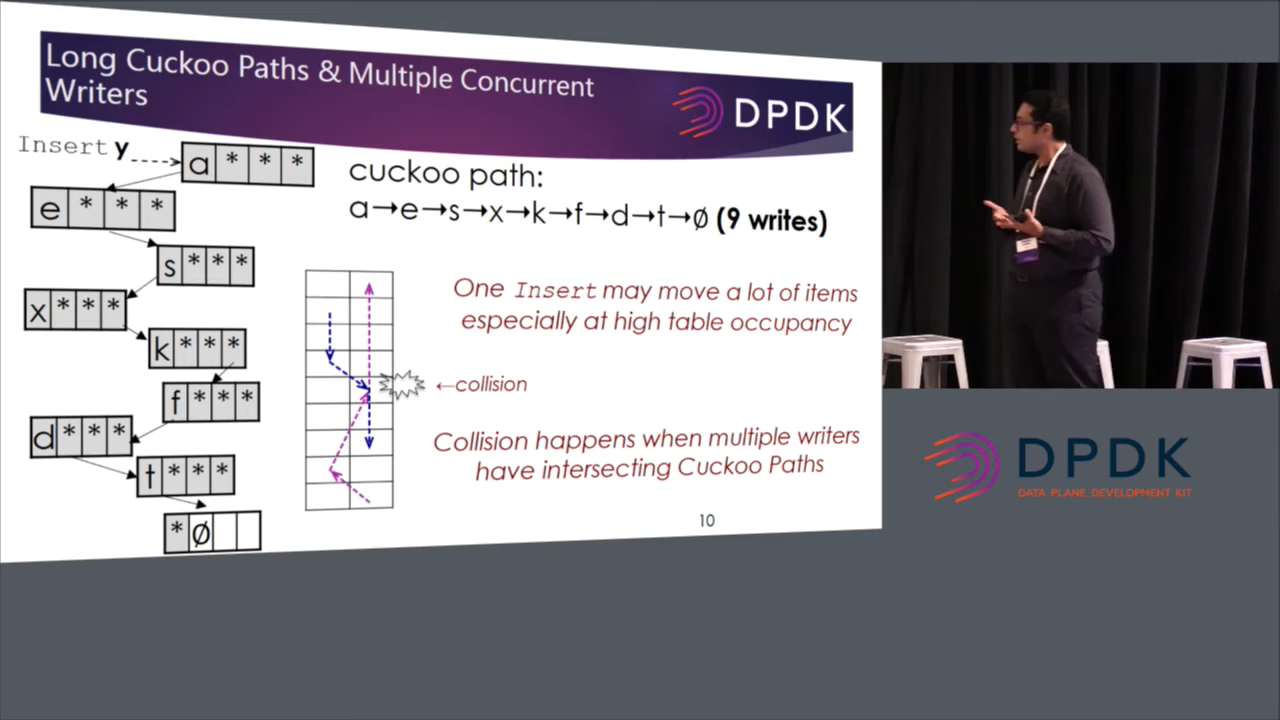 Long Cuckoo Paths & Multiple Concurrent
Writers
DPDK
Insert y
a * * *
e * * *
s * * *
x * * *
k * * *
f * * *
d * * *
t * * *
* Ø
cuckoo path:
a→e→s→x→k→f→d→t→Ø (9 writes)
One Insert may move a lot of items
especially at high table occupancy
←collision
Collision happens when multiple writers
have intersecting Cuckoo Paths
10
DPDK
DATA PLANE DEVELOPMENT KIT